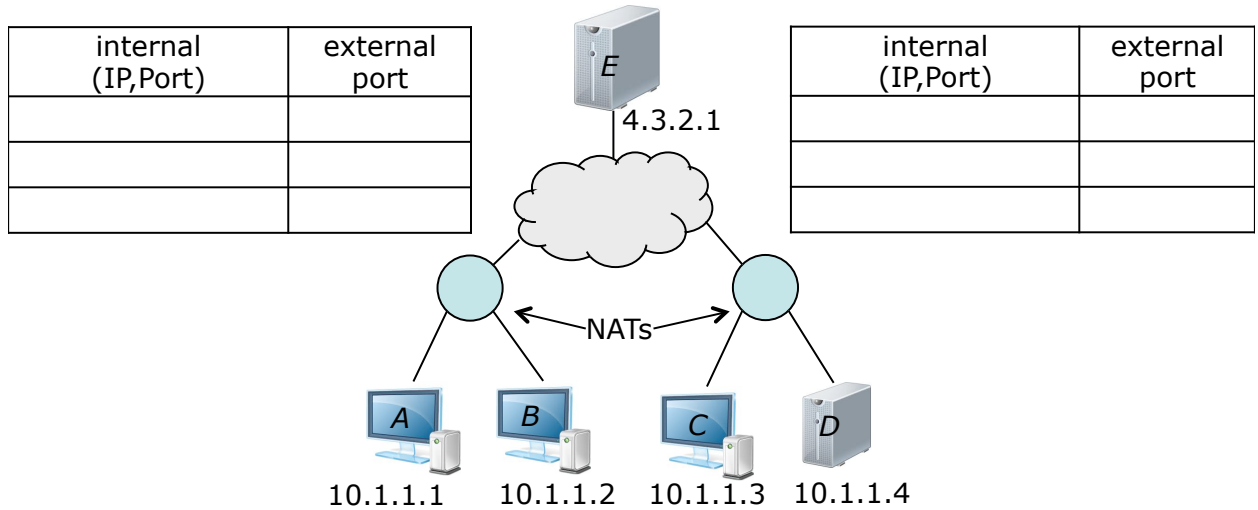 internal
(IP,Port)
external
port
E
internal
(IP,Port)
external
port
4.3.2.1
NATs
A
B
C
D
10.1.1.1
10.1.1.2
10.1.1.3
10.1.1.4